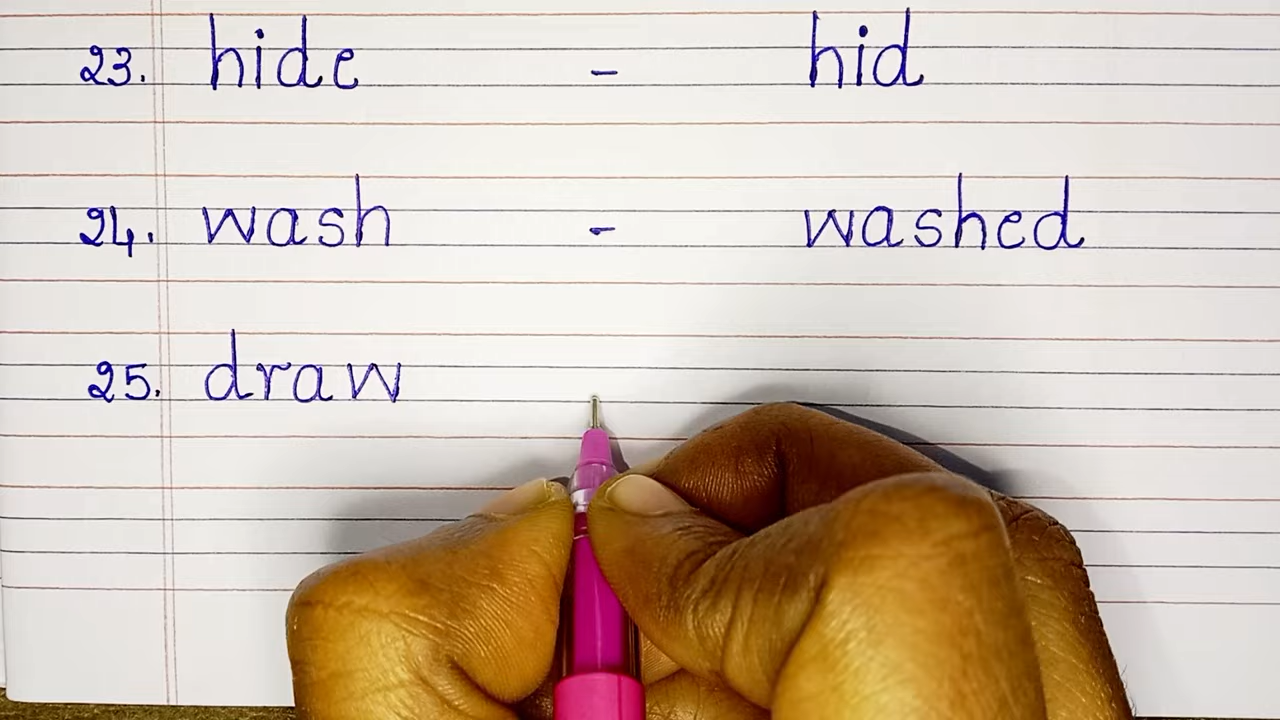 23. hide - hid
24. wash - washed
25. draw